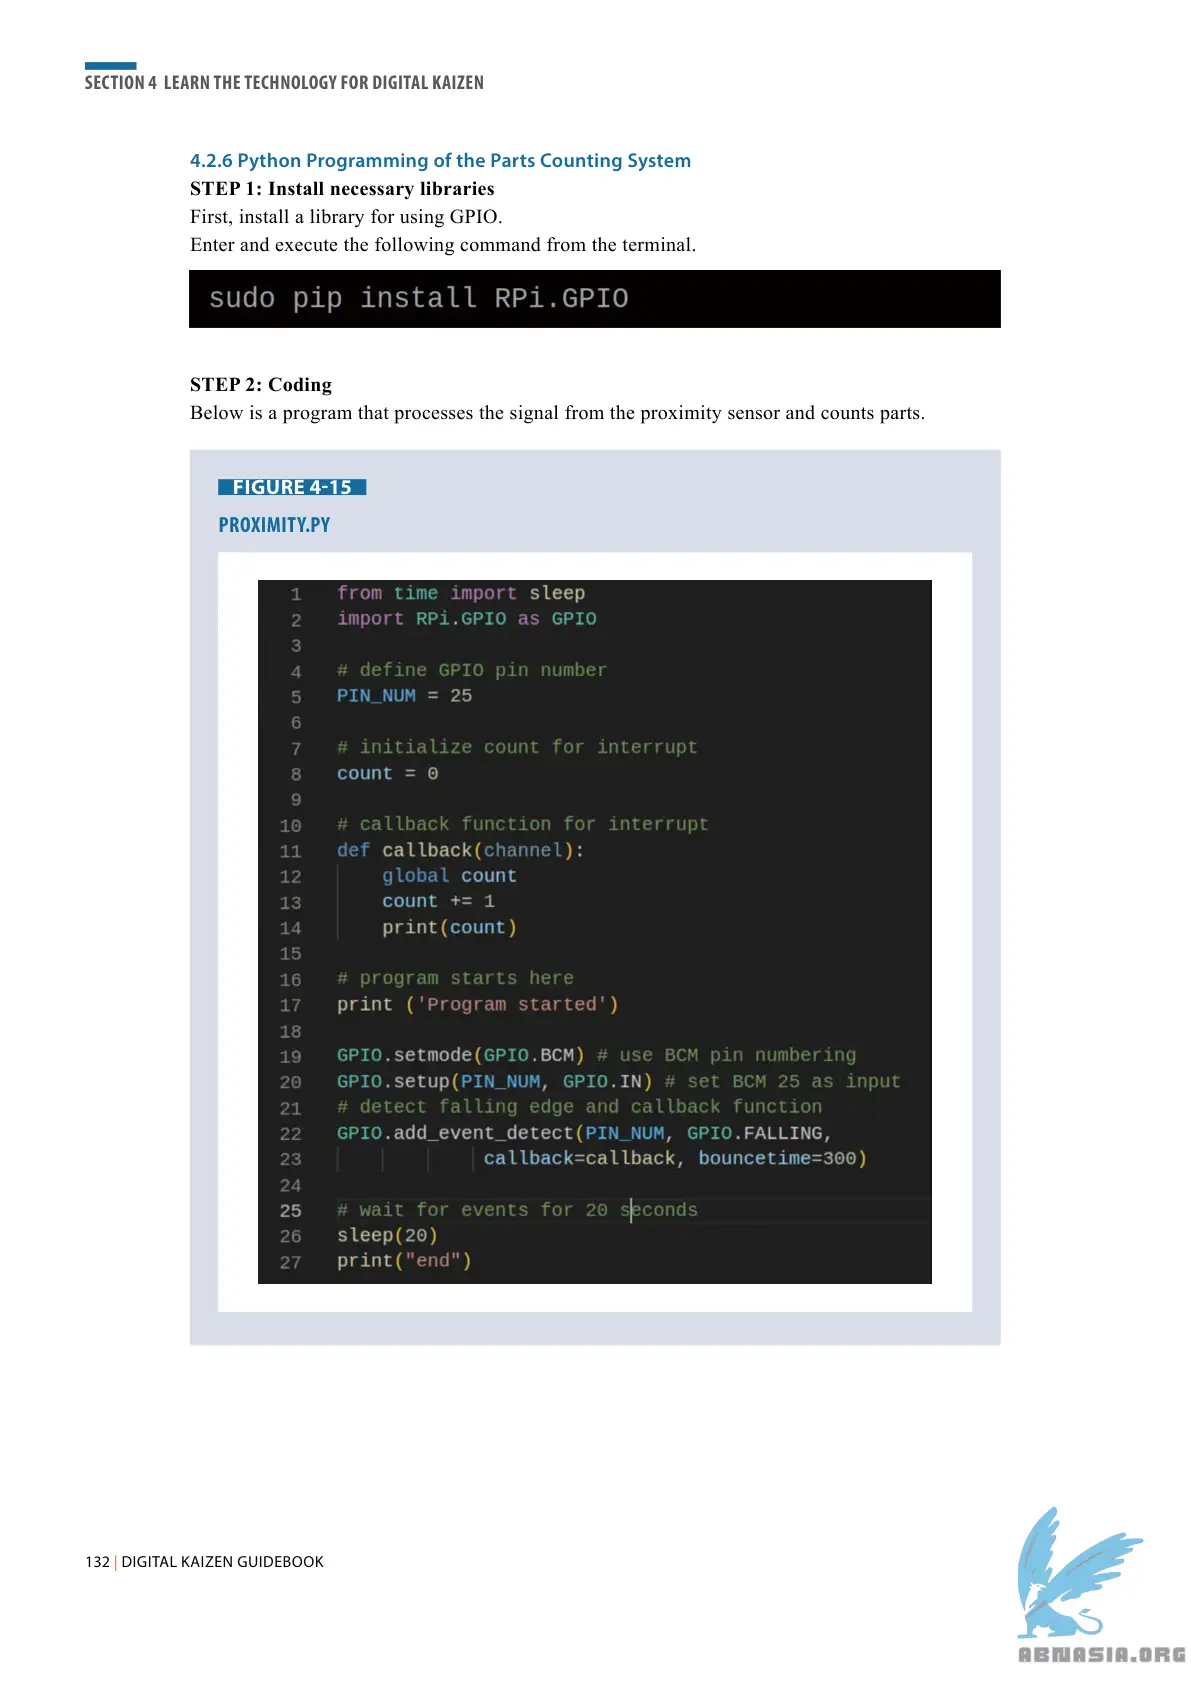 SECTION 4 LEARN THE TECHNOLOGY FOR DIGITAL KAIZEN
4.2.6 Python Programming of the Parts Counting System
STEP 1: Install necessary libraries
First, install a library for using GPIO.
Enter and execute the following command from the terminal.
sudo pip install RPi.GPIO
STEP 2: Coding
Below is a program that processes the signal from the proximity sensor and counts parts.
FIGURE 4-15
PROXIMITY.PY
1 from time import sleep
2 import RPi.GPIO as GPIO
3
4 # define GPIO pin number
5 PIN_NUM = 25
6
7 # initialize count for interrupt
8 count = 0
9
10 # callback function for interrupt
11 def callback(channel):
12     global count
13     count += 1
14     print(count)
15
16 # program starts here
17 print ('Program started')
18
19 GPIO.setmode(GPIO.BCM) # use BCM pin numbering
20 GPIO.setup(PIN_NUM, GPIO.IN) # set BCM 25 as input
21 # detect falling edge and callback function
22 GPIO.add_event_detect(PIN_NUM, GPIO.FALLING,
23             callback=callback, bouncetime=300)
24
25 # wait for events for 20 seconds
26 sleep(20)
27 print("end")
132 | DIGITAL KAIZEN GUIDEBOOK
ABNASIA.ORG